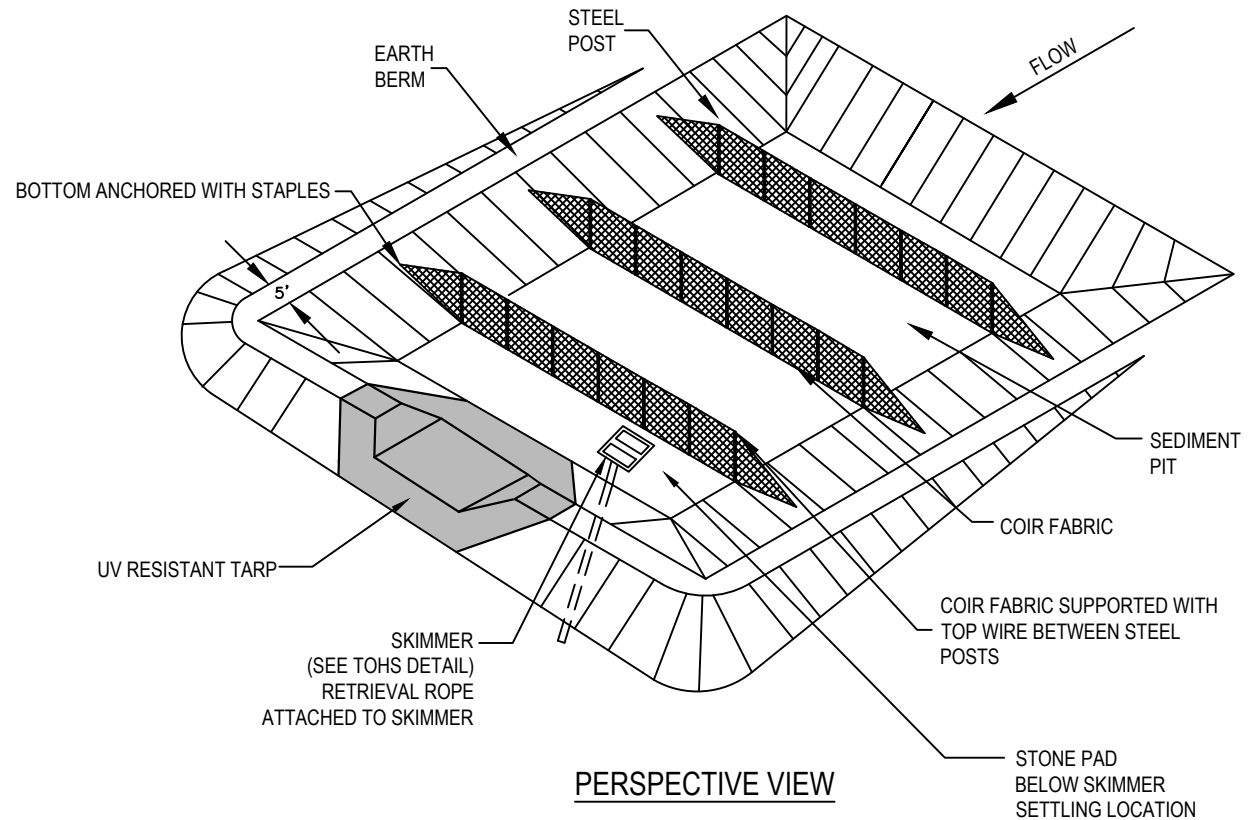 STEEL
POST
EARTH
BERM
FLOW
BOTTOM ANCHORED WITH STAPLES
5'
SEDIMENT
PIT
COIR FABRIC
UV RESISTANT TARP
COIR FABRIC SUPPORTED WITH
TOP WIRE BETWEEN STEEL
POSTS
SKIMMER
(SEE TOHS DETAIL)
RETRIEVAL ROPE
ATTACHED TO SKIMMER
STONE PAD
BELOW SKIMMER
SETTLING LOCATION
PERSPECTIVE VIEW